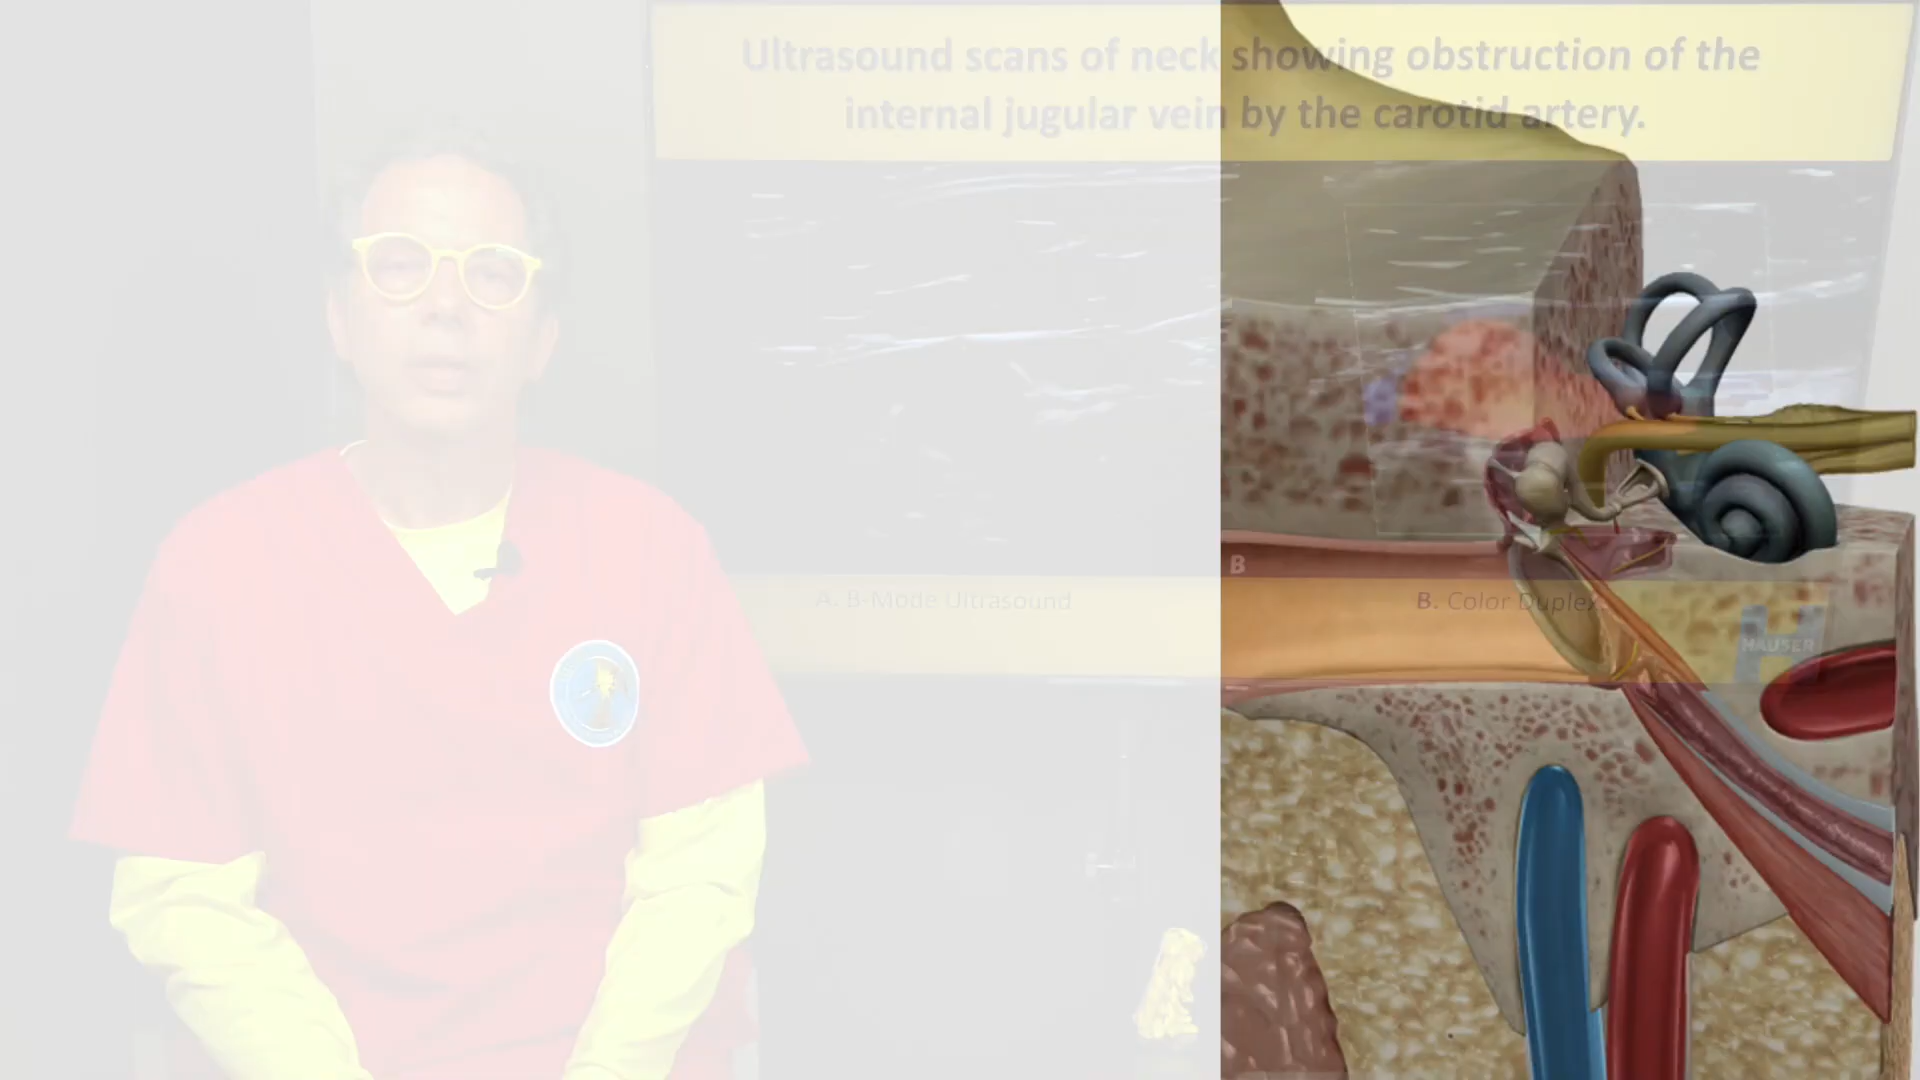 Ultrasound scans of neck showing obstruction of the
internal jugular vein by the carotid artery.
B
A. B-Mode Ultrasound
B. Color Duplex
HAUSER